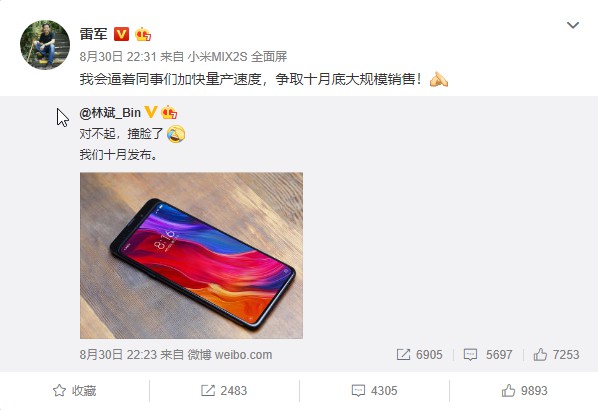 雷军
8月30日 22:31 来自 小米MIX2S 全面屏
我会逼着同事们加快量产速度，争取十月底大规模销售！
@林斌_Bin
对不起，撞脸了
我们十月发布。
8:16
8月30日 22:23 来自 微博 weibo.com
6905 5697 7253
收藏 2483 4305 9893